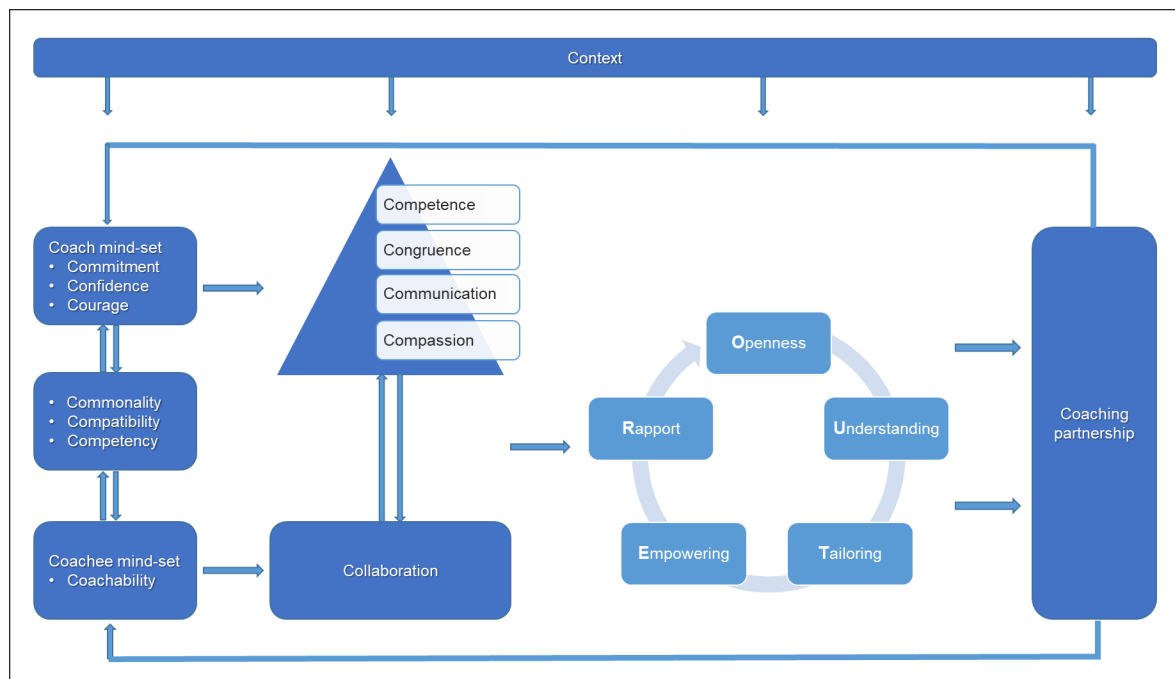 Context
Coach mind-set
• Commitment
• Confidence
• Courage
• Commonality
• Compatibility
• Competency
Coachee mind-set
• Coachability
Competence
Congruence
Communication
Compassion
Collaboration
Openness
Understanding
Tailoring
Empowering
Rapport
Coaching
partnership